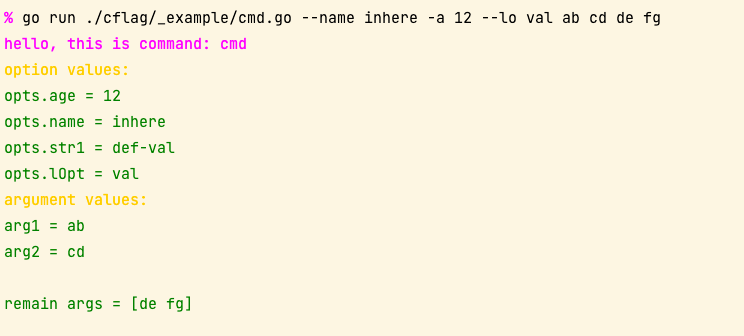 % go run ./cflag/_example/cmd.go --name inhere -a 12 --lo val ab cd de fg
hello, this is command: cmd
option values:
opts.age = 12
opts.name = inhere
opts.str1 = def-val
opts.lOpt = val
argument values:
arg1 = ab
arg2 = cd
remain args = [de fg]